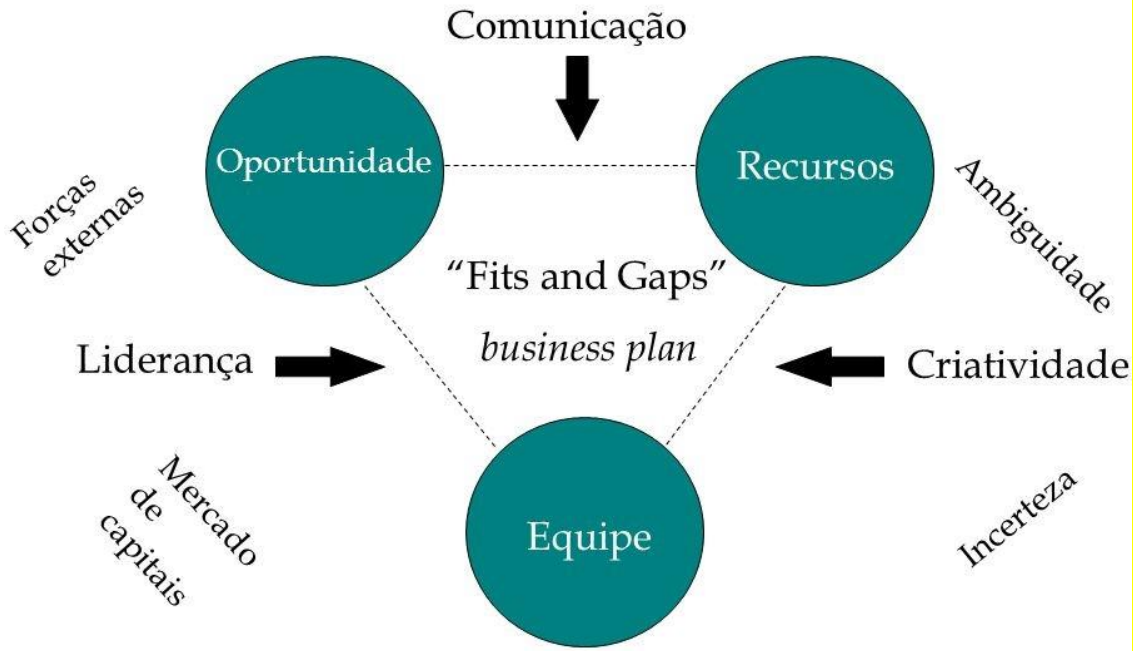 Comunicação
Oportunidade
Recursos
Forças
externas
Ambiguidade
“Fits and Gaps”
business plan
Liderança
Criatividade
Mercado
de
capitais
Equipe
Incerteza